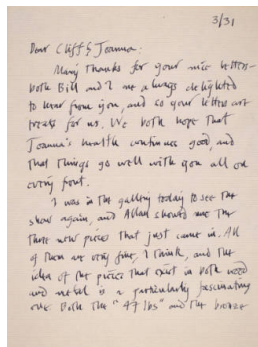 3/31
Dear Cliff & Joanna:
Many thanks for your nice letters –
both Bill and I are always delighted
to hear from you, and so your letters are
treats for us. We both hope that
Joanna's health continues good, and
that things go well with you all on
every front.
I was in the gallery today to see the
show again, and Allan showed me the
three new pieces that just came in. All
of them are very fine, I think, and the
idea of the pieces that exist in both wood
and metal is a particularly fascinating
one. Both the "47 lbs" and the bronze